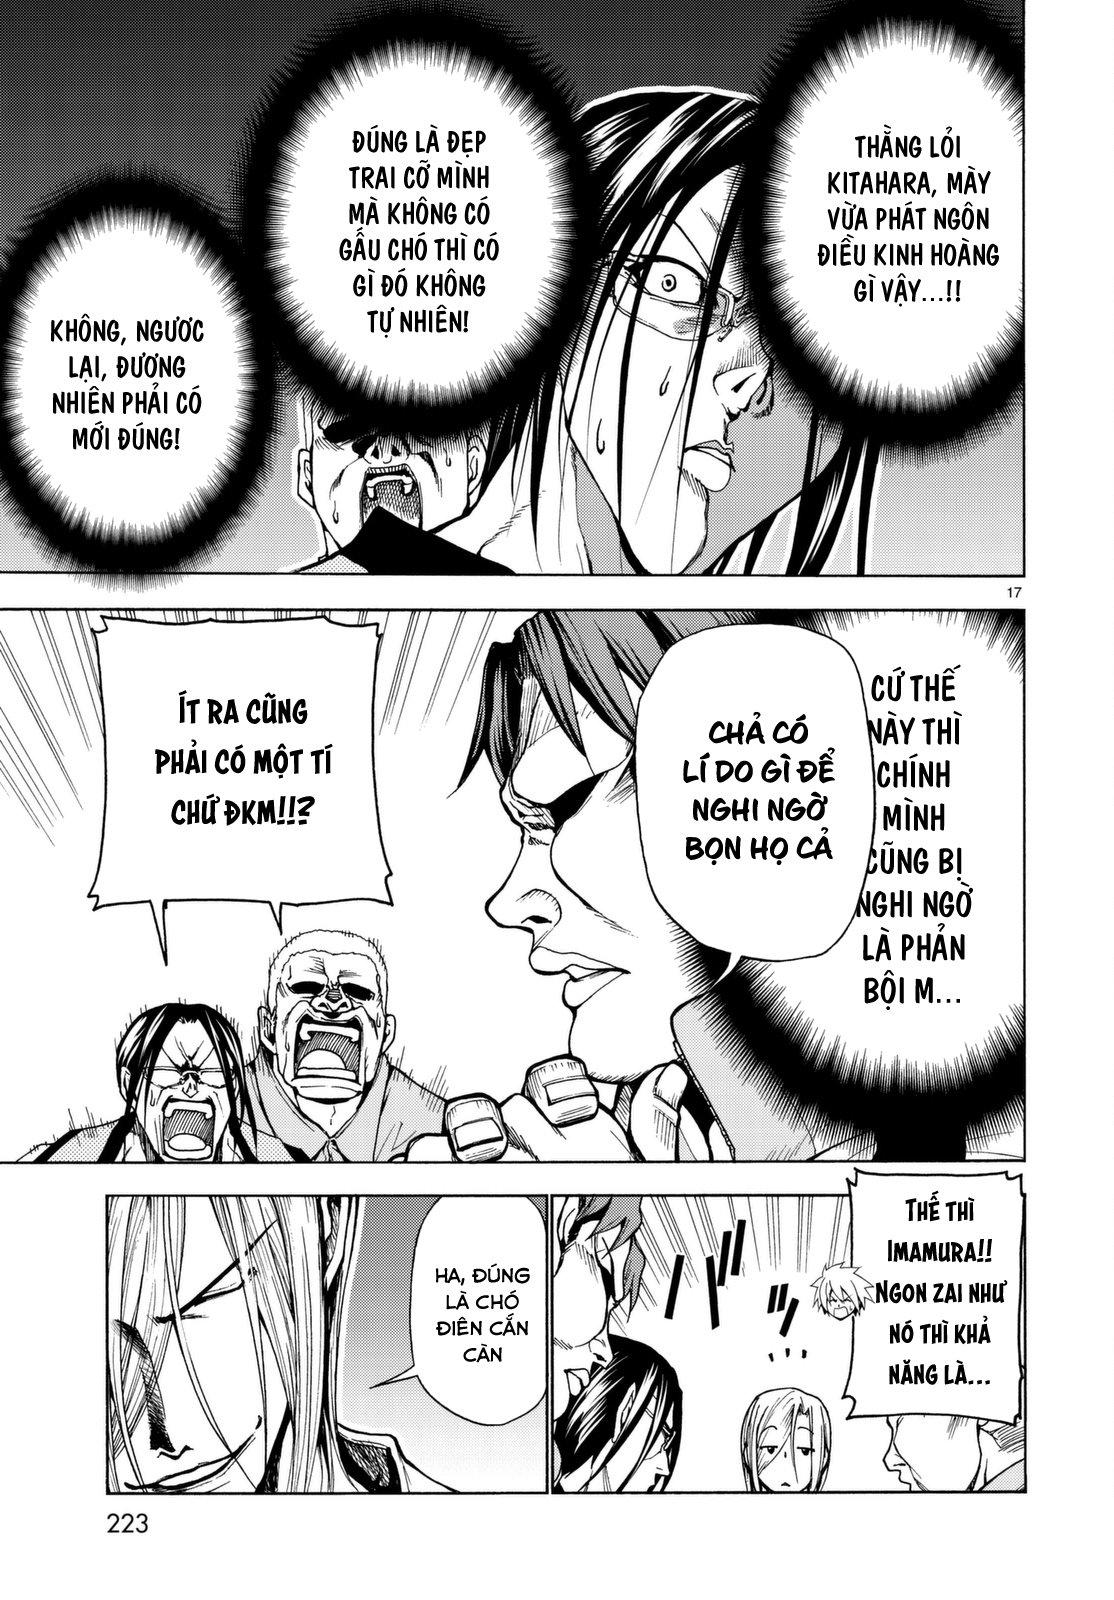 THẰNG LỎI
KITAHARA, MÀY
VỪA PHÁT NGÔN
ĐIỀU KINH HOÀNG
GÌ VẬY...!!
ĐÚNG LÀ ĐẸP
TRAI CỠ MÌNH
MÀ KHÔNG CÓ
GẤU CHÓ THÌ CÓ
GÌ ĐÓ KHÔNG
TỰ NHIÊN!
KHÔNG, NGƯƠC
LẠI, ĐƯƠNG
NHIÊN PHẢI CÓ
MỚI ĐÚNG!
17
CỨ THẾ
NÀY THÌ
CHÍNH
MÌNH
CŨNG BỊ
NGHI NGỜ
LÀ PHẢN
BỘI M...
CHẢ CÓ
LÍ DO GÌ ĐỂ
NGHI NGỜ
BỌN HỌ CẢ
ÍT RA CŨNG
PHẢI CÓ MỘT TÍ
CHỨ ĐKM!!?
THẾ THÌ
IMAMURA!!
NGON ZAI NHƯ
NÓ THÌ KHẢ
NĂNG LÀ...
HA, ĐÚNG
LÀ CHÓ
ĐIÊN CẮN
CÀN
223